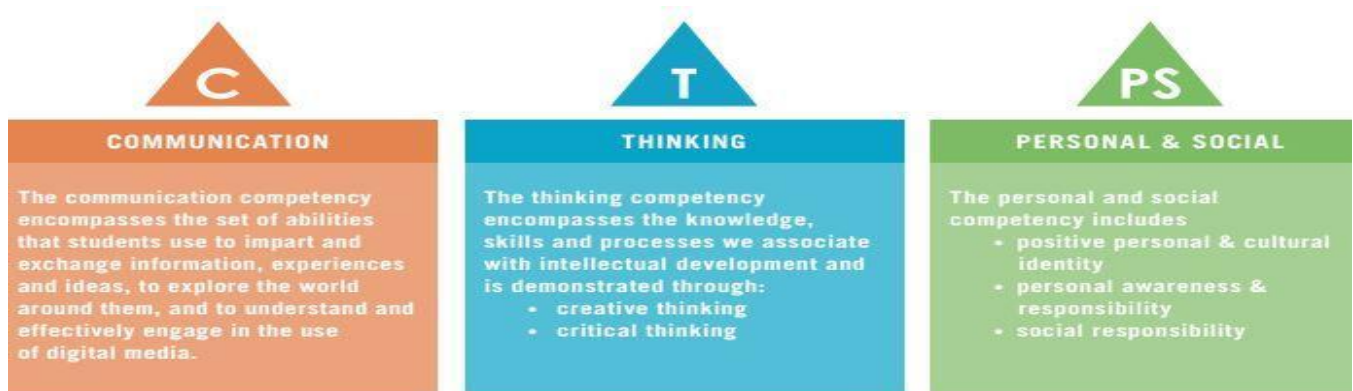 C
COMMUNICATION
The communication competency
encompasses the set of abilities
that students use to impart and
exchange information, experiences
and ideas, to explore the world
around them, and to understand and
effectively engage in the use
of digital media.
T
THINKING
The thinking competency
encompasses the knowledge,
skills and processes we associate
with intellectual development and
is demonstrated through:
• creative thinking
• critical thinking
PS
PERSONAL & SOCIAL
The personal and social
competency includes
• positive personal & cultural
identity
• personal awareness &
responsibility
• social responsibility